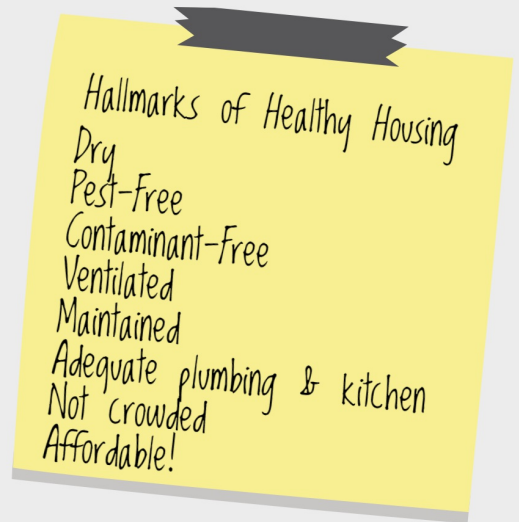 Hallmarks of Healthy Housing
Dry
Pest-Free
Contaminant-Free
Ventilated
Maintained
Adequate plumbing & kitchen
Not crowded
Affordable!